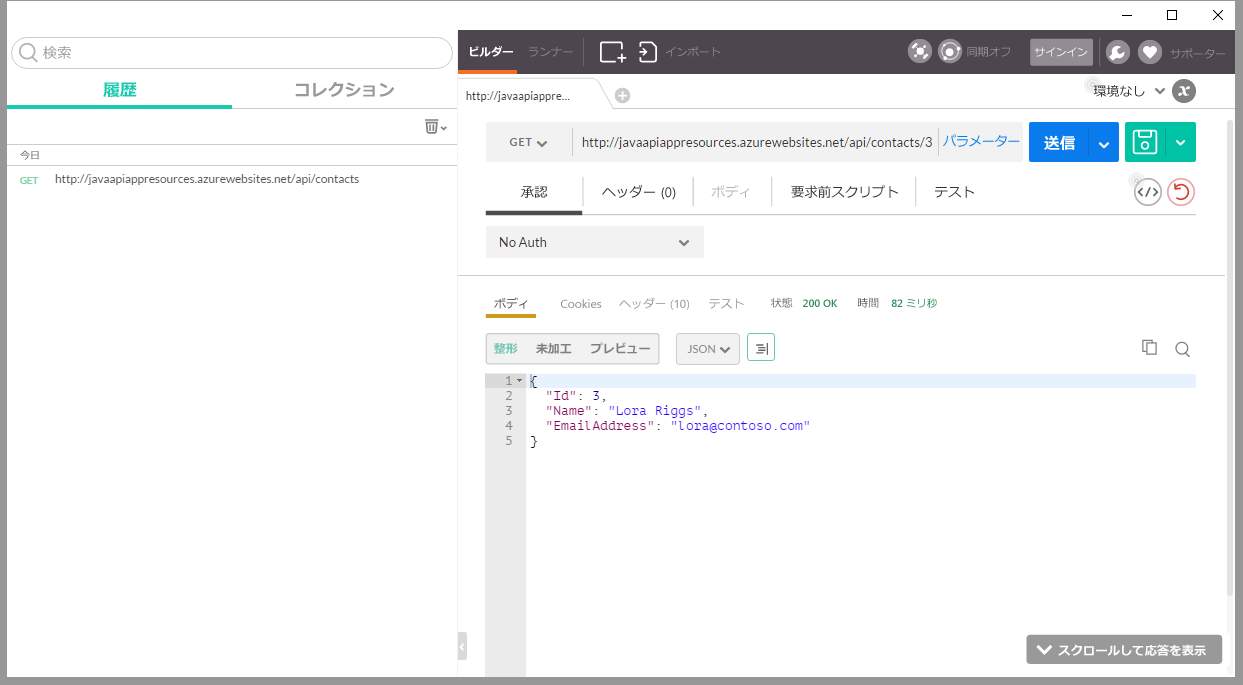 検索
履歴 コレクション
今日
GET http://javaapiappresources.azurewebsites.net/api/contacts
ビルダー ランナー インポート 同期オフ サインイン サポーター
http://javaapiappre... 環境なし x
GET http://javaapiappresources.azurewebsites.net/api/contacts/3 パラメーター 送信
承認 ヘッダー (0) ボディ 要求前スクリプト テスト </>
No Auth
ボディ Cookies ヘッダー (10) テスト 状態 200 OK 時間 82 ミリ秒
整形 未加工 プレビュー JSON
1 {
2 "Id": 3,
3 "Name": "Lora Riggs",
4 "EmailAddress": "lora@contoso.com"
5 }
スクロールして応答を表示